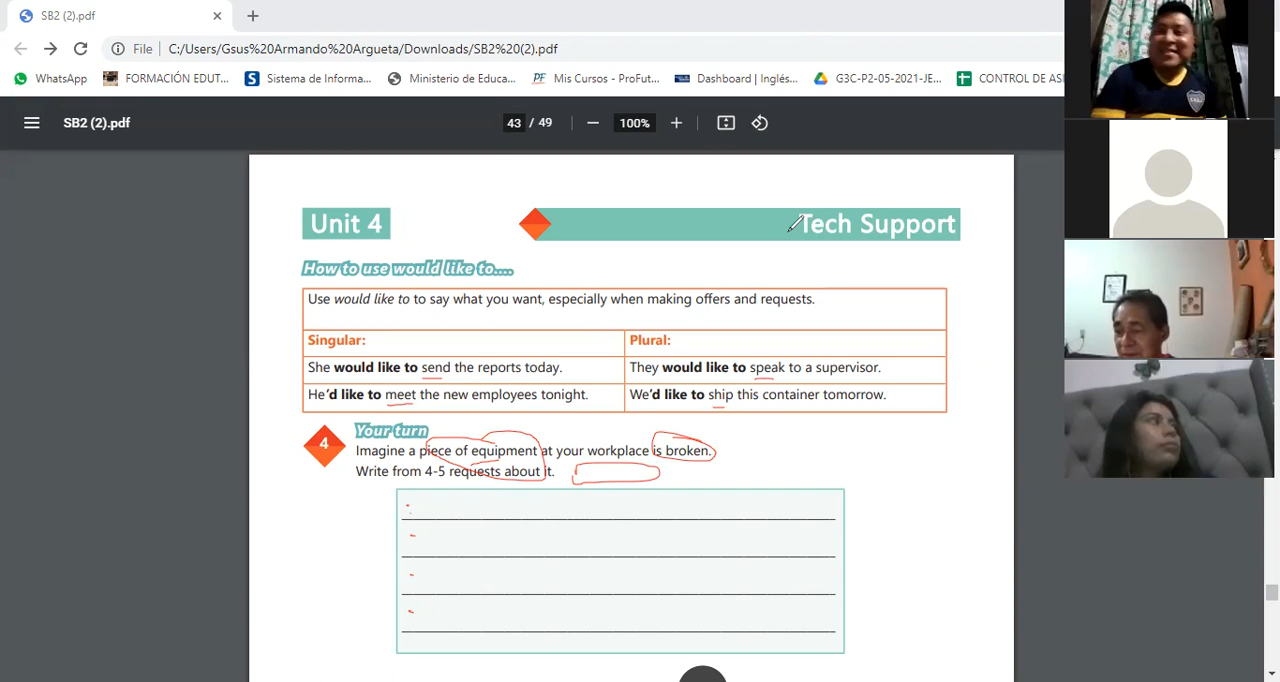 SB2 (2).pdf
File C:/Users/Gsus%20Armando%20Argueta/Downloads/SB2%20(2).pdf
WhatsApp FORMACIÓN EDUT... Sistema de Informa... Ministerio de Educa... Mis Cursos - ProFut... Dashboard | Inglés,... G3C-P2-05-2021-JE... CONTROL DE ASI
SB2 (2).pdf 43 / 49 100%
Unit 4 Tech Support
How to use would like to....
Use would like to to say what you want, especially when making offers and requests.
Singular: Plural:
She would like to send the reports today. They would like to speak to a supervisor.
He'd like to meet the new employees tonight. We'd like to ship this container tomorrow.
4 Your turn
Imagine a piece of equipment at your workplace is broken.
Write from 4-5 requests about it.